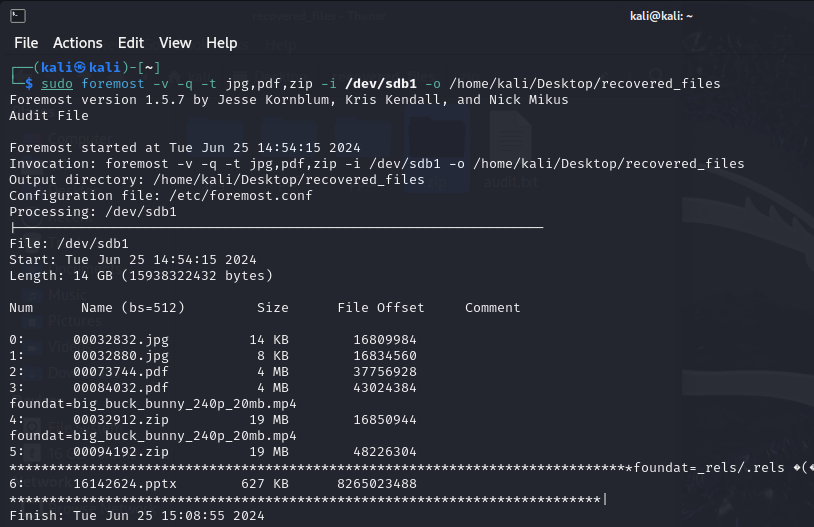 recovered_files - Thunar
kali@kali: ~
File Actions Edit View Help
┌──(kali㉿kali)-[~]
└─$ sudo foremost -v -q -t jpg,pdf,zip -i /dev/sdb1 -o /home/kali/Desktop/recovered_files
Foremost version 1.5.7 by Jesse Kornblum, Kris Kendall, and Nick Mikus
Audit File
Foremost started at Tue Jun 25 14:54:15 2024
Invocation: foremost -v -q -t jpg,pdf,zip -i /dev/sdb1 -o /home/kali/Desktop/recovered_files
Output directory: /home/kali/Desktop/recovered_files
Configuration file: /etc/foremost.conf
audit.txt
Processing: /dev/sdb1
|------------------------------------------------------------------
File: /dev/sdb1
Start: Tue Jun 25 14:54:15 2024
Length: 14 GB (15938322432 bytes)
Music
Num Name (bs=512) Size File Offset Comment
Pictures
0: 00032832.jpg 14 KB 16809984
1: 00032880.jpg 8 KB 16834560
2: 00073744.pdf 4 MB 37756928
3: 00084032.pdf 4 MB 43024384
foundat=big_buck_bunny_240p_20mb.mp4
4: 00032912.zip 19 MB 16850944
foundat=big_buck_bunny_240p_20mb.mp4
5: 00094192.zip 19 MB 48226304
******************************************************************************foundat=_rels/.rels �(�
6: 16142624.pptx 627 KB 8265023488
**************************************************************************|
Finish: Tue Jun 25 15:08:55 2024